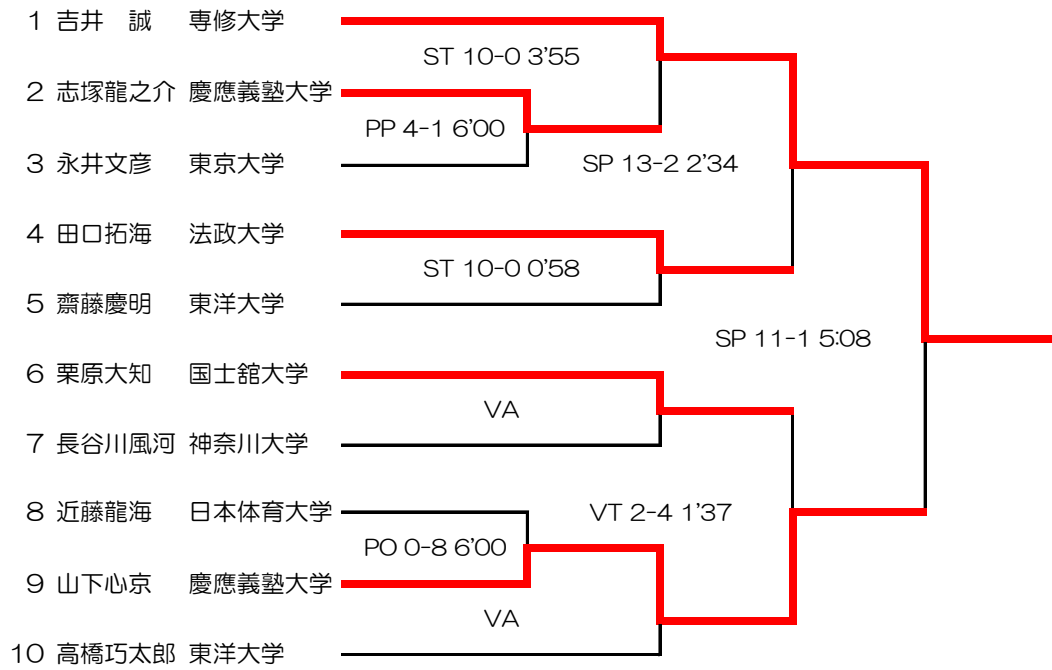 1 吉井 誠 専修大学
ST 10-0 3'55
2 志塚龍之介 慶應義塾大学
PP 4-1 6'00
3 永井文彦 東京大学
SP 13-2 2'34
4 田口拓海 法政大学
ST 10-0 0'58
5 齋藤慶明 東洋大学
SP 11-1 5:08
6 栗原大知 国士舘大学
VA
7 長谷川風河 神奈川大学
8 近藤龍海 日本体育大学
VT 2-4 1'37
PO 0-8 6'00
9 山下心京 慶應義塾大学
VA
10 高橋巧太郎 東洋大学